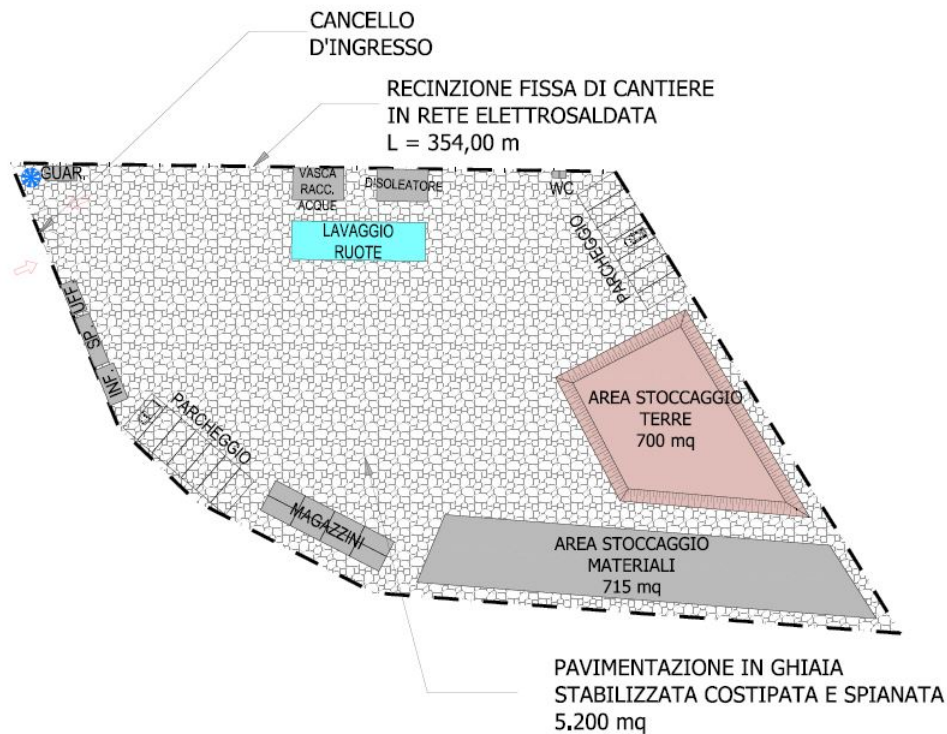 CANCELLO
D'INGRESSO
RECINZIONE FISSA DI CANTIERE
IN RETE ELETTROSALDATA
L = 354,00 m
GUAR.
VASCA
RACC.
ACQUE
DISOLEATORE
WC
LAVAGGIO
RUOTE
PARCHEGGIO
UFF.
SP.
INF.
PARCHEGGIO
AREA STOCCAGGIO
TERRE
700 mq
MAGAZZINI
AREA STOCCAGGIO
MATERIALI
715 mq
PAVIMENTAZIONE IN GHIAIA
STABILIZZATA COSTIPATA E SPIANATA
5.200 mq